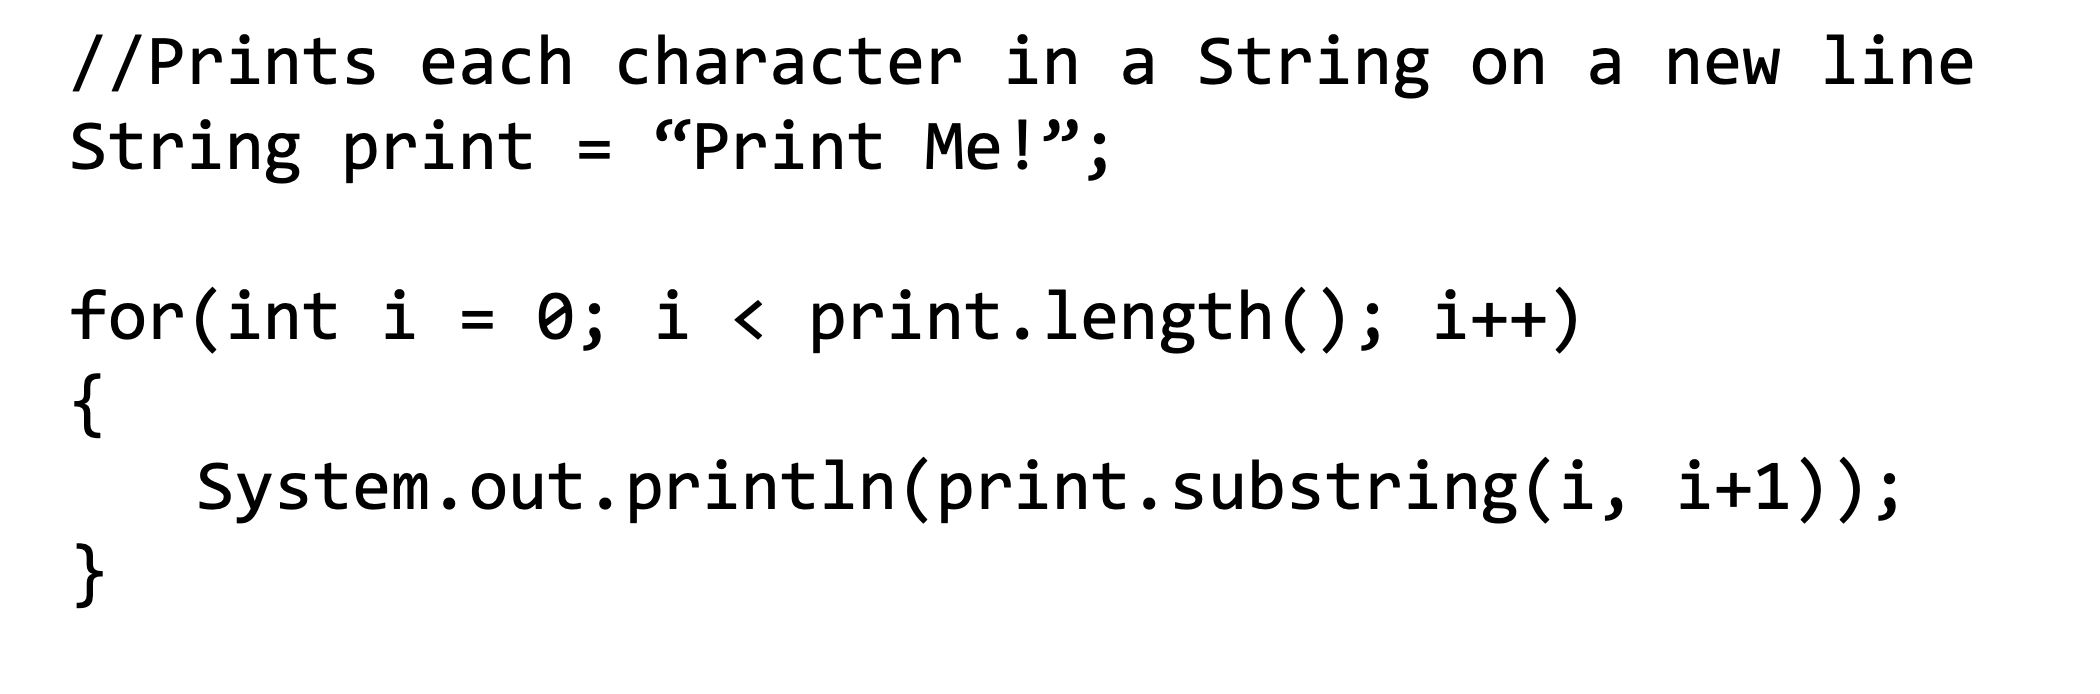 //Prints each character in a String on a new line
String print = “Print Me!”;
for(int i = 0; i < print.length(); i++)
{
   System.out.println(print.substring(i, i+1));
}